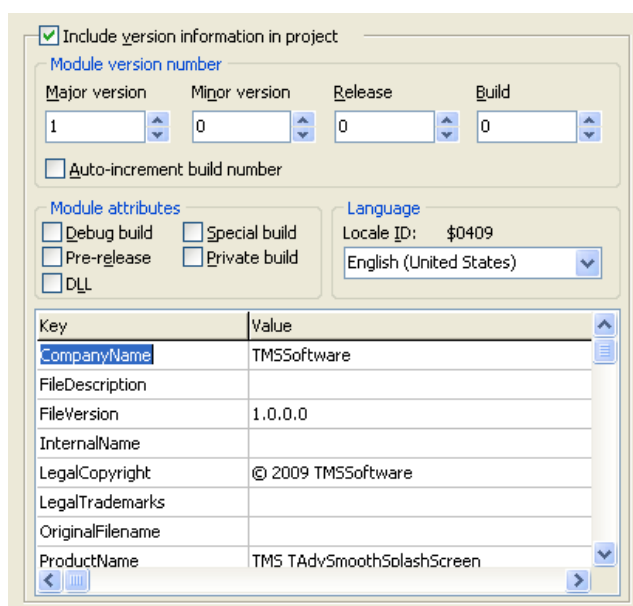 Include version information in project
Module version number
Major version Minor version Release Build
1 0 0 0
Auto-increment build number
Module attributes
Debug build Special build
Pre-release Private build
DLL
Language
Locale ID: $0409
English (United States)
Key Value
CompanyName TMSSoftware
FileDescription
FileVersion 1.0.0.0
InternalName
LegalCopyright © 2009 TMSSoftware
LegalTrademarks
OriginalFilename
ProductName TMS TAdvSmoothSplashScreen